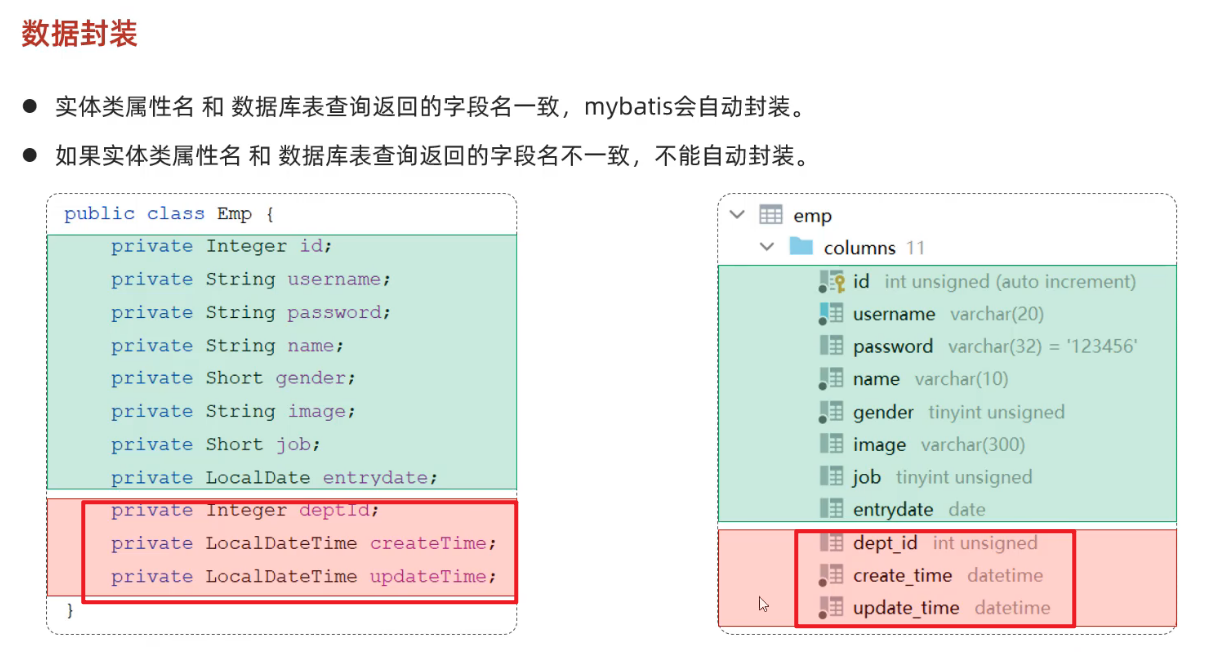 数据封装
● 实体类属性名 和 数据库表查询返回的字段名一致，mybatis会自动封装。
● 如果实体类属性名 和 数据库表查询返回的字段名不一致，不能自动封装。
public class Emp {
private Integer id;
private String username;
private String password;
private String name;
private Short gender;
private String image;
private Short job;
private LocalDate entrydate;
private Integer deptId;
private LocalDateTime createTime;
private LocalDateTime updateTime;
}
emp
columns 11
id int unsigned (auto increment)
username varchar(20)
password varchar(32) = '123456'
name varchar(10)
gender tinyint unsigned
image varchar(300)
job tinyint unsigned
entrydate date
dept_id int unsigned
create_time datetime
update_time datetime